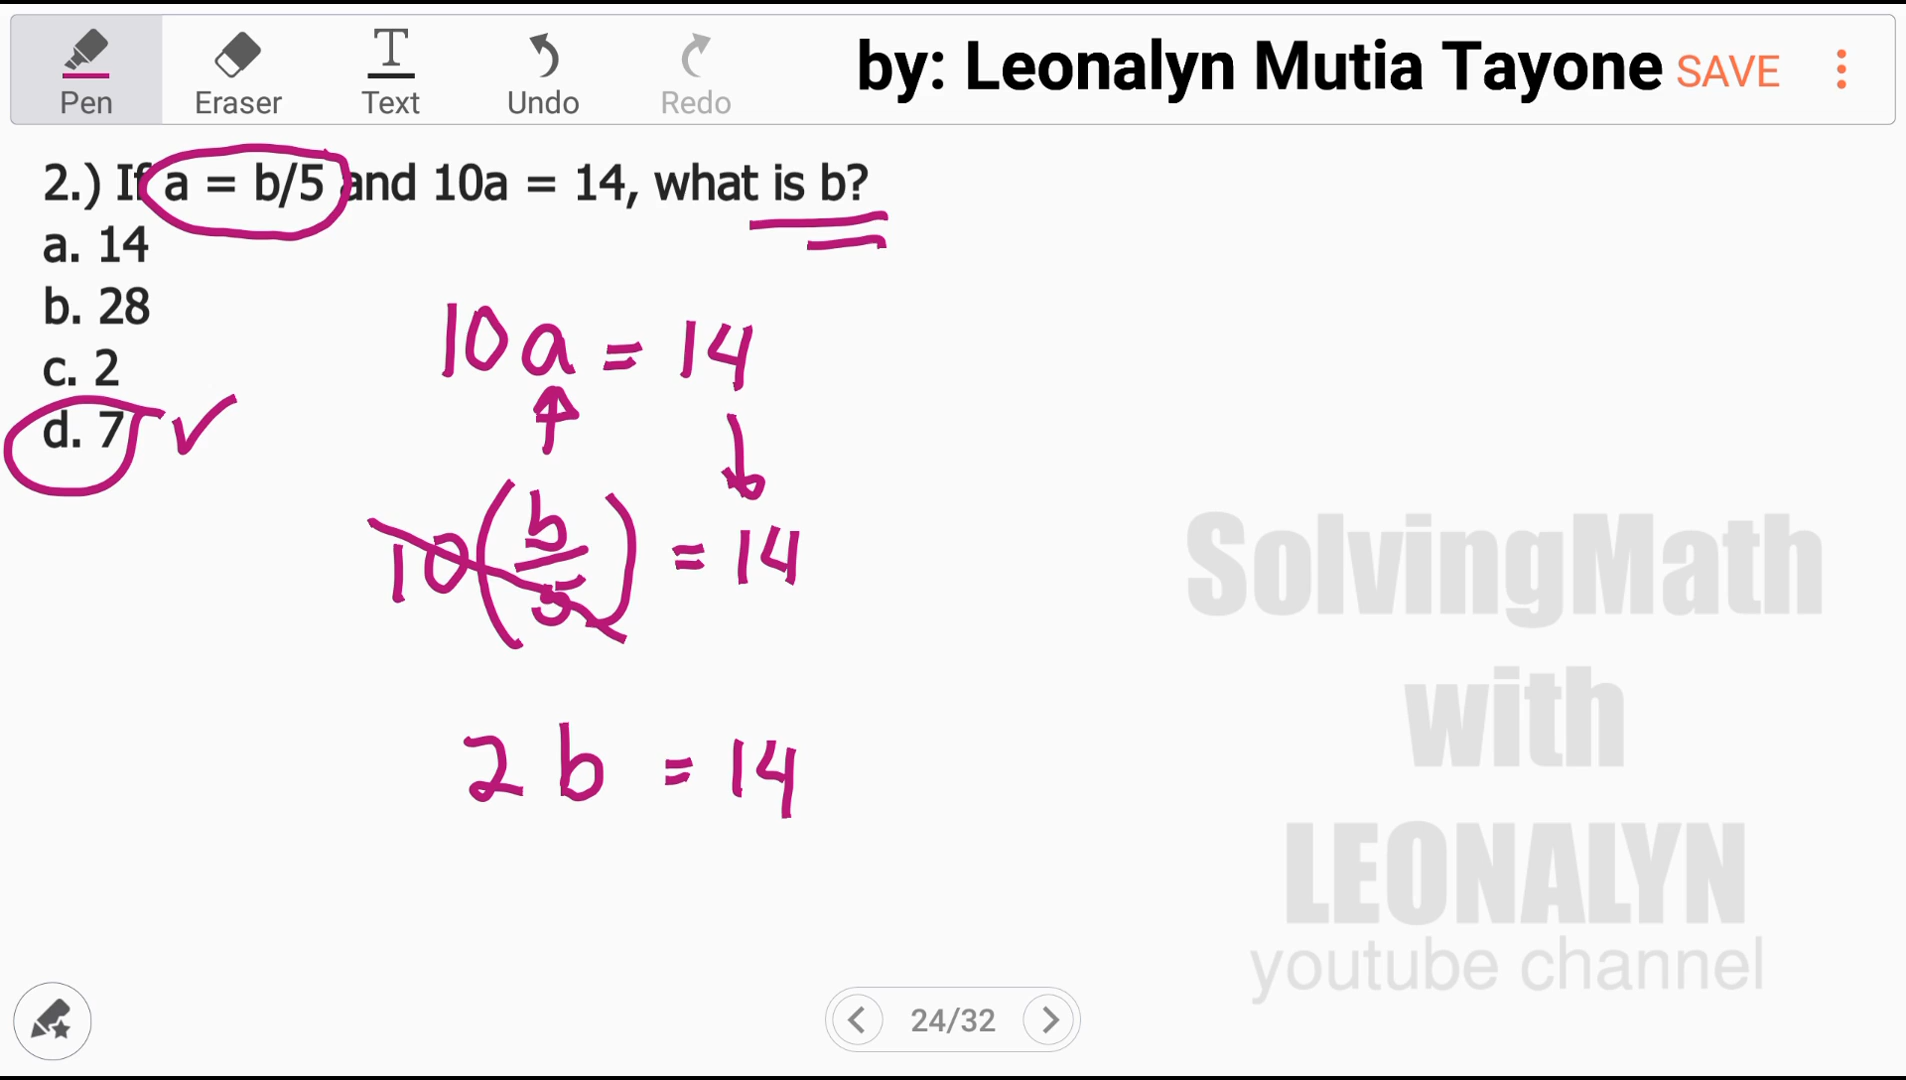 Pen Eraser Text Undo Redo by: Leonalyn Mutia Tayone SAVE
2.) If a = b/5 and 10a = 14, what is b?
a. 14
b. 28
c. 2
d. 7
10a = 14
10(b/5) = 14
2b = 14
SolvingMath
with
LEONALYN
youtube channel
24/32